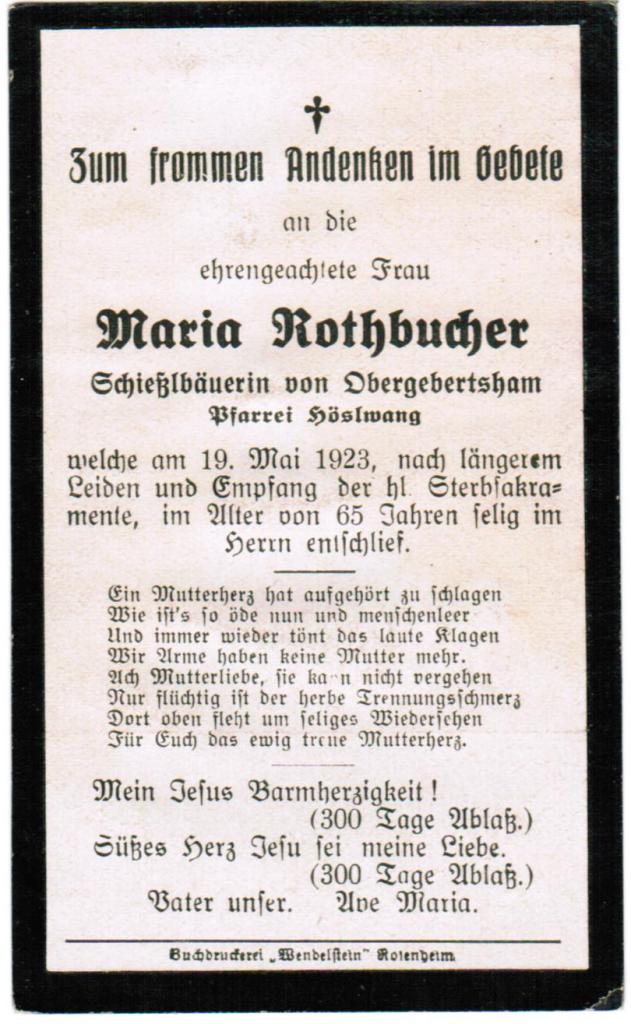 Zum frommen Andenken im Gebete
an die
ehrengeachtete Frau
Maria Rothbucher
Schießlbäuerin von Obergebertsham
Pfarrei Höslwang
welche am 19. Mai 1923, nach längerem
Leiden und Empfang der hl. Sterbsakra=
mente, im Alter von 65 Jahren selig im
Herrn entschlief.
Ein Mutterherz hat aufgehört zu schlagen
Wie ist's so öde nun und menschenleer
Und immer wieder tönt das laute Klagen
Wir Arme haben keine Mutter mehr.
Ach Mutterliebe, sie kann nicht vergehen
Nur flüchtig ist der herbe Trennungsschmerz
Dort oben fleht um seliges Wiedersehen
Für Euch das ewig treue Mutterherz.
Mein Jesus Barmherzigkeit!
(300 Tage Ablaß.)
Süßes Herz Jesu sei meine Liebe.
(300 Tage Ablaß.)
Vater unser. Ave Maria.
Buchdruckerei „Wendelstein" Rosenheim.